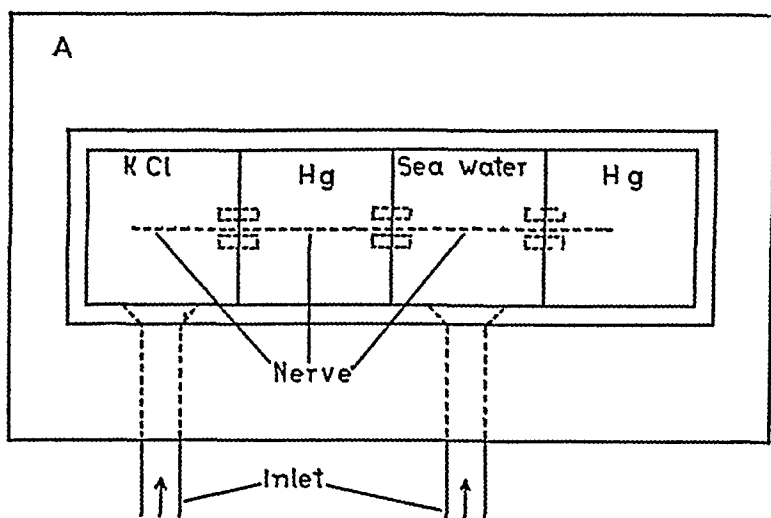 A
K Cl
Hg
Sea water
Hg
Nerve
Inlet